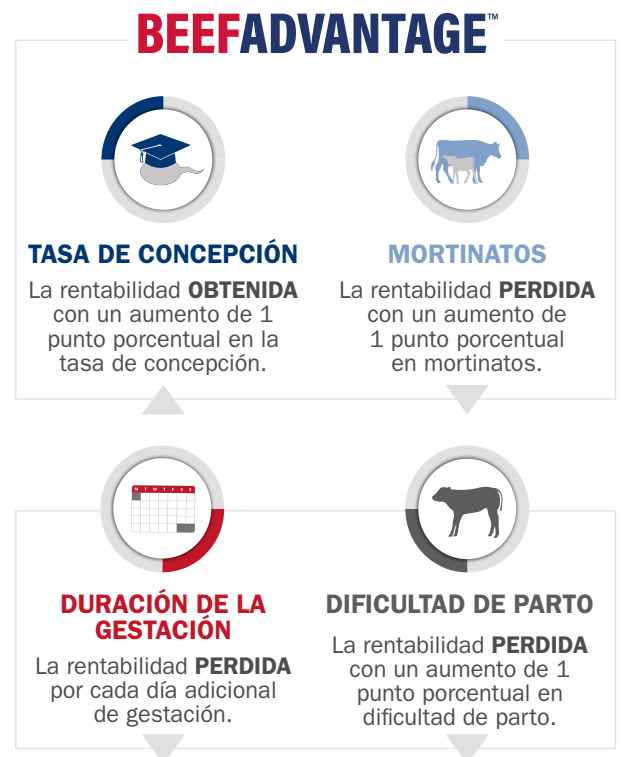 BEEFADVANTAGE™
TASA DE CONCEPCIÓN
La rentabilidad OBTENIDA
con un aumento de 1
punto porcentual en la
tasa de concepción.
MORTINATOS
La rentabilidad PERDIDA
con un aumento de
1 punto porcentual
en mortinatos.
M T W T F S S
DURACIÓN DE LA
GESTACIÓN
La rentabilidad PERDIDA
por cada día adicional
de gestación.
DIFICULTAD DE PARTO
La rentabilidad PERDIDA
con un aumento de 1
punto porcentual en
dificultad de parto.